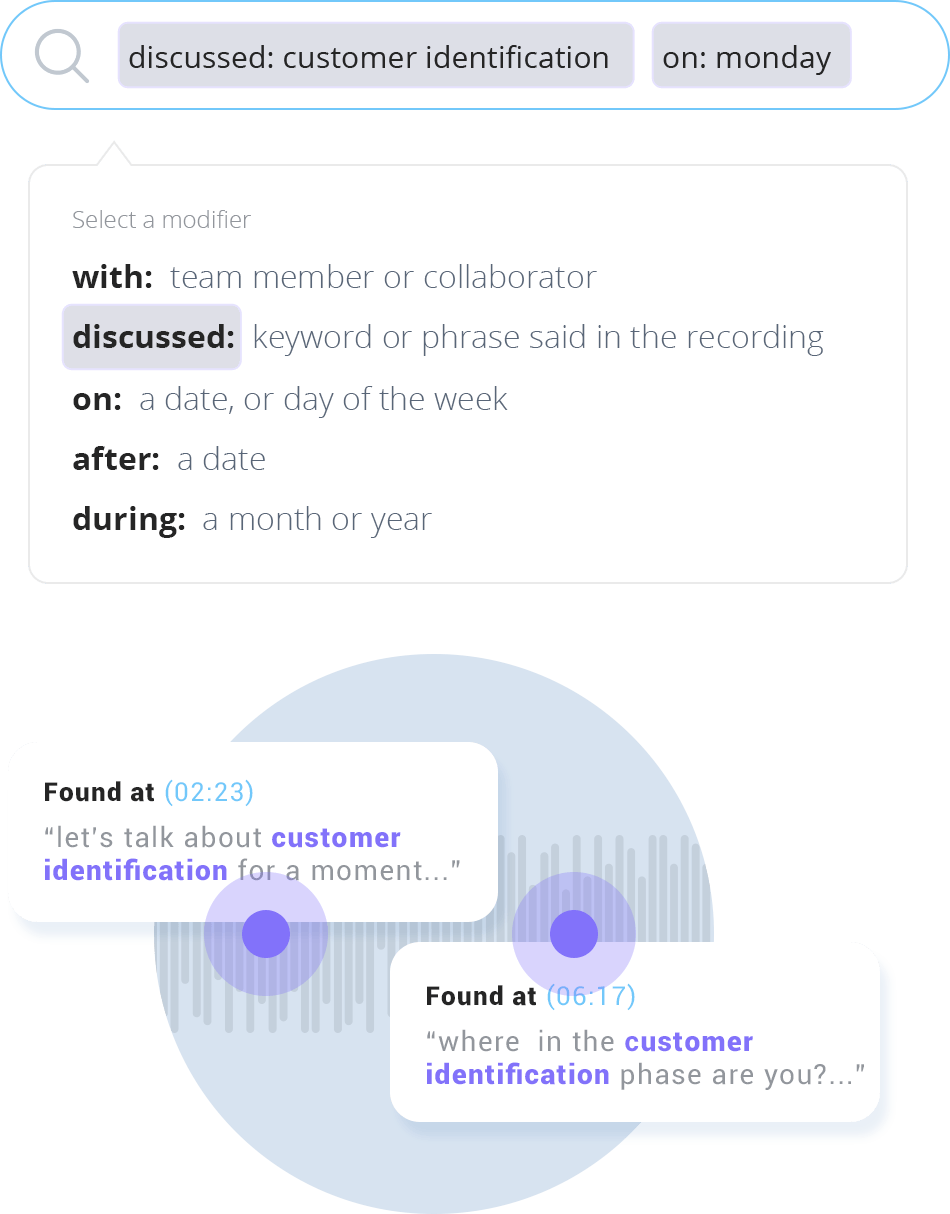 discussed: customer identification on: monday
Select a modifier
with: team member or collaborator
discussed: keyword or phrase said in the recording
on: a date, or day of the week
after: a date
during: a month or year
Found at (02:23)
“let's talk about customer
identification for a moment...”
Found at (06:17)
“where in the customer
identification phase are you?...”